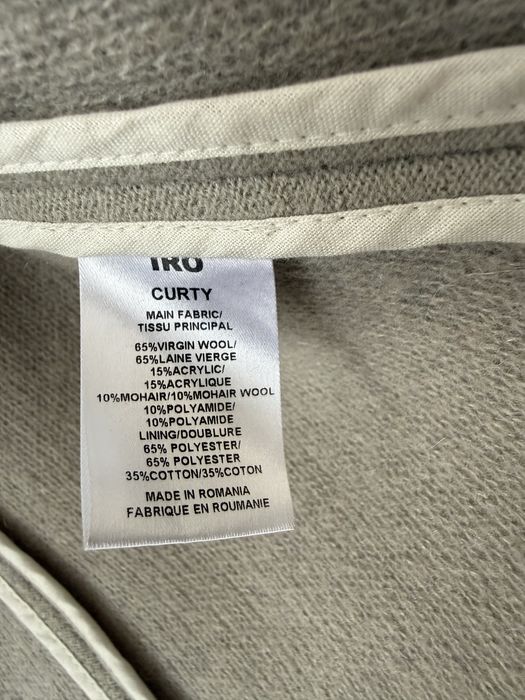 IRO
CURTY
MAIN FABRIC/
TISSU PRINCIPAL
65%VIRGIN WOOL/
65%LAINE VIERGE
15%ACRYLIC/
15%ACRYLIQUE
10%MOHAIR/10%MOHAIR WOOL
10%POLYAMIDE/
10%POLYAMIDE
LINING/DOUBLURE
65% POLYESTER/
65% POLYESTER
35%COTTON/35%COTON
MADE IN ROMANIA
FABRIQUE EN ROUMANIE